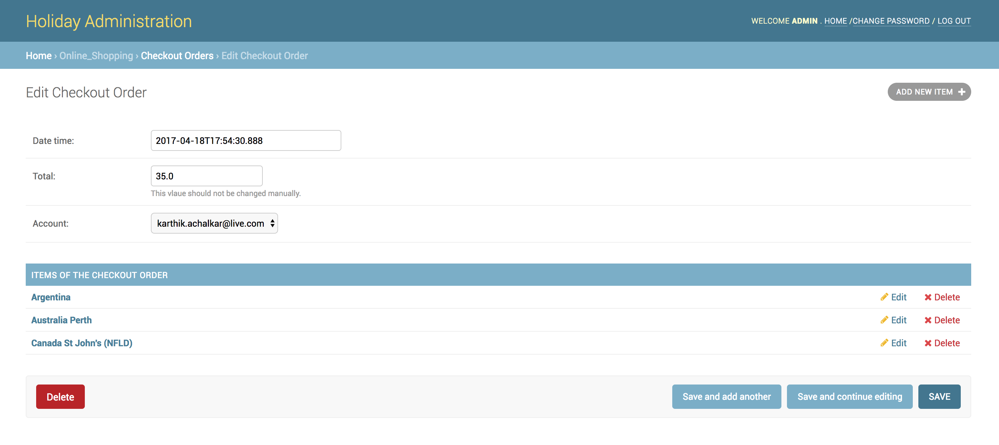 Holiday Administration
WELCOME ADMIN . HOME /CHANGE PASSWORD / LOG OUT
Home › Online_Shopping › Checkout Orders › Edit Checkout Order
Edit Checkout Order
ADD NEW ITEM
Date time:
2017-04-18T17:54:30.888
Total:
35.0
This vlaue should not be changed manually.
Account:
karthik.achalkar@live.com
ITEMS OF THE CHECKOUT ORDER
Argentina Edit Delete
Australia Perth Edit Delete
Canada St John's (NFLD) Edit Delete
Delete
Save and add another
Save and continue editing
SAVE